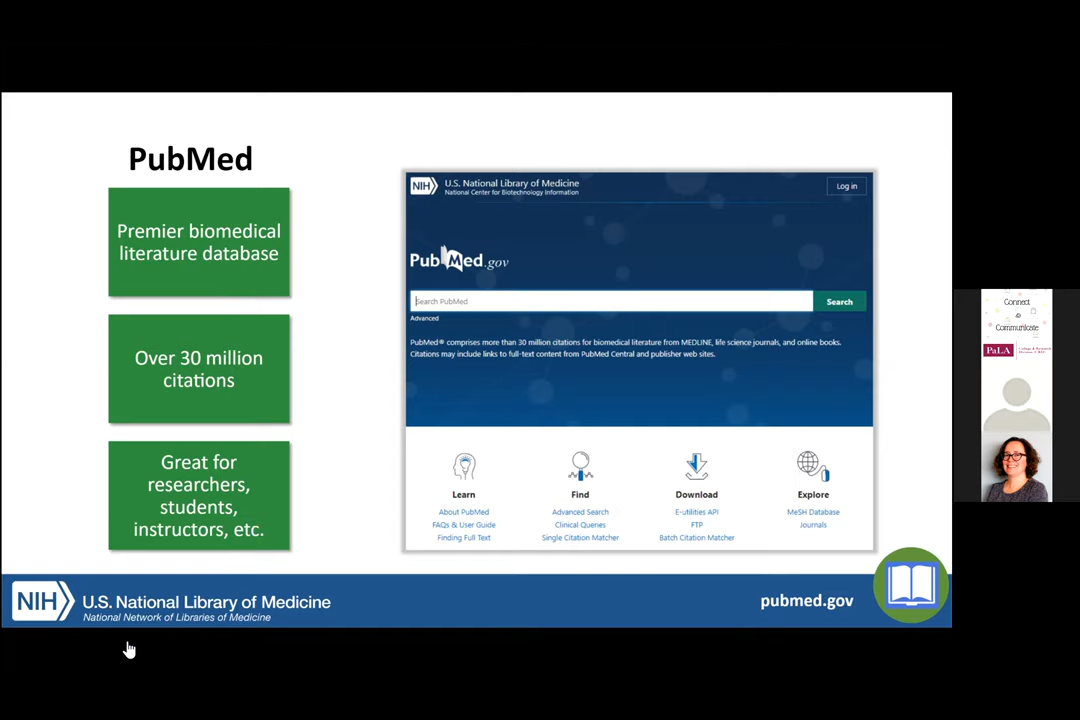 PubMed
Premier biomedical
literature database
Over 30 million
citations
Great for
researchers,
students,
instructors, etc.
NIH U.S. National Library of Medicine
National Center for Biotechnology Information
Log in
PubMed.gov
Search PubMed
Search
Advanced
PubMed® comprises more than 30 million citations for biomedical literature from MEDLINE, life science journals, and online books.
Citations may include links to full-text content from PubMed Central and publisher web sites.
Learn
About PubMed
FAQs & User Guide
Finding Full Text
Find
Advanced Search
Clinical Queries
Single Citation Matcher
Download
E-utilities API
FTP
Batch Citation Matcher
Explore
MeSH Database
Journals
NIH U.S. National Library of Medicine
National Network of Libraries of Medicine
pubmed.gov
Connect
Communicate
PaLA